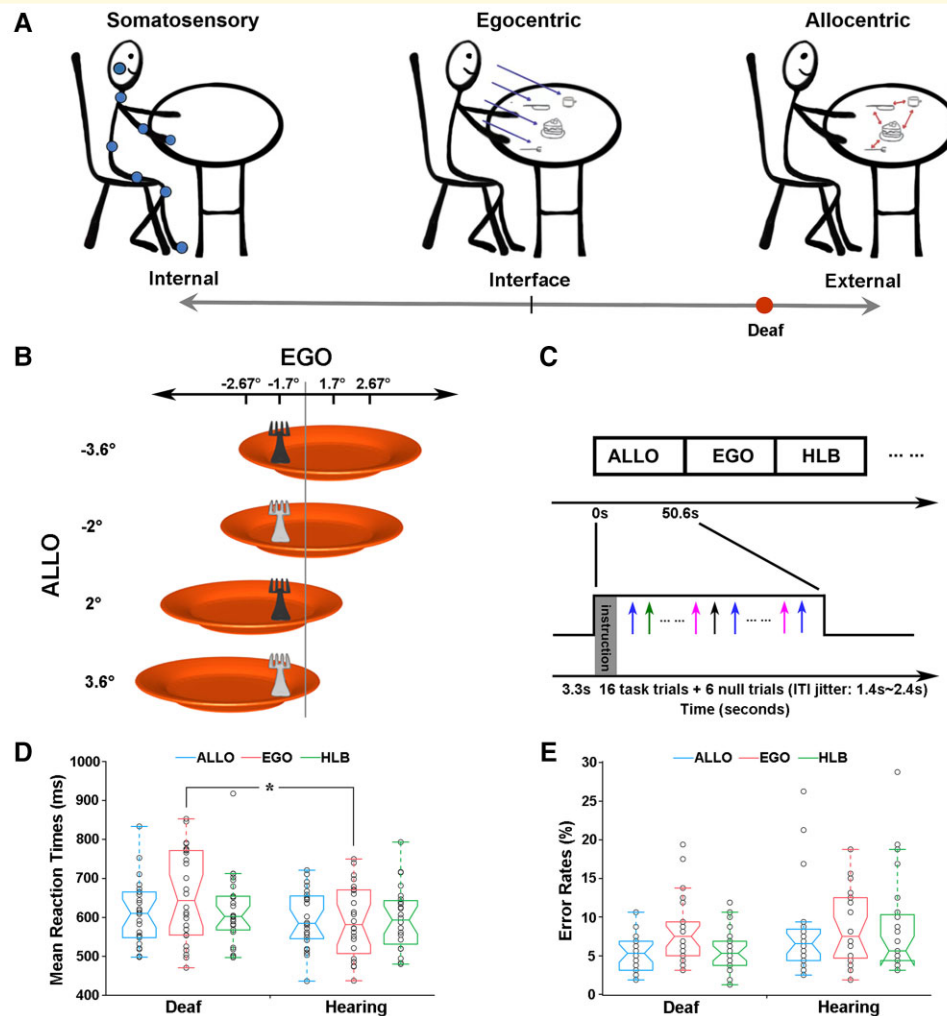 A
Somatosensory Egocentric Allocentric
Internal Interface External
Deaf
B
EGO
-2.67° -1.7° 1.7° 2.67°
ALLO
-3.6°
-2°
2°
3.6°
C
ALLO EGO HLB ... ...
0s 50.6s
instruction
... ... ... ...
3.3s 16 task trials + 6 null trials (ITI jitter: 1.4s~2.4s)
Time (seconds)
D
ALLO EGO HLB
Mean Reaction Times (ms)
1000
900
800
700
600
500
400
*
Deaf Hearing
E
ALLO EGO HLB
Error Rates (%)
30
25
20
15
10
5
0
Deaf Hearing